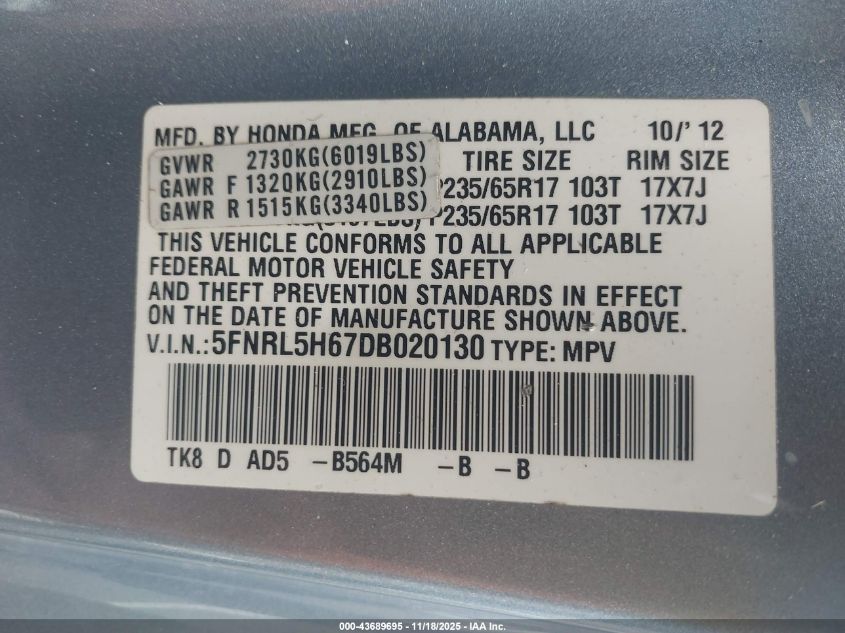 MFD. BY HONDA MFG. OF ALABAMA, LLC 10/' 12
GVWR 2730KG(6019LBS) TIRE SIZE RIM SIZE
GAWR F 1320KG(2910LBS) P235/65R17 103T 17X7J
GAWR R 1515KG(3340LBS) P235/65R17 103T 17X7J
THIS VEHICLE CONFORMS TO ALL APPLICABLE
FEDERAL MOTOR VEHICLE SAFETY
AND THEFT PREVENTION STANDARDS IN EFFECT
ON THE DATE OF MANUFACTURE SHOWN ABOVE.
V.I.N.:5FNRL5H67DB020130 TYPE: MPV
TK8 D AD5 -B564M -B -B
000-43689695 - 11/18/2025 - IAA Inc.